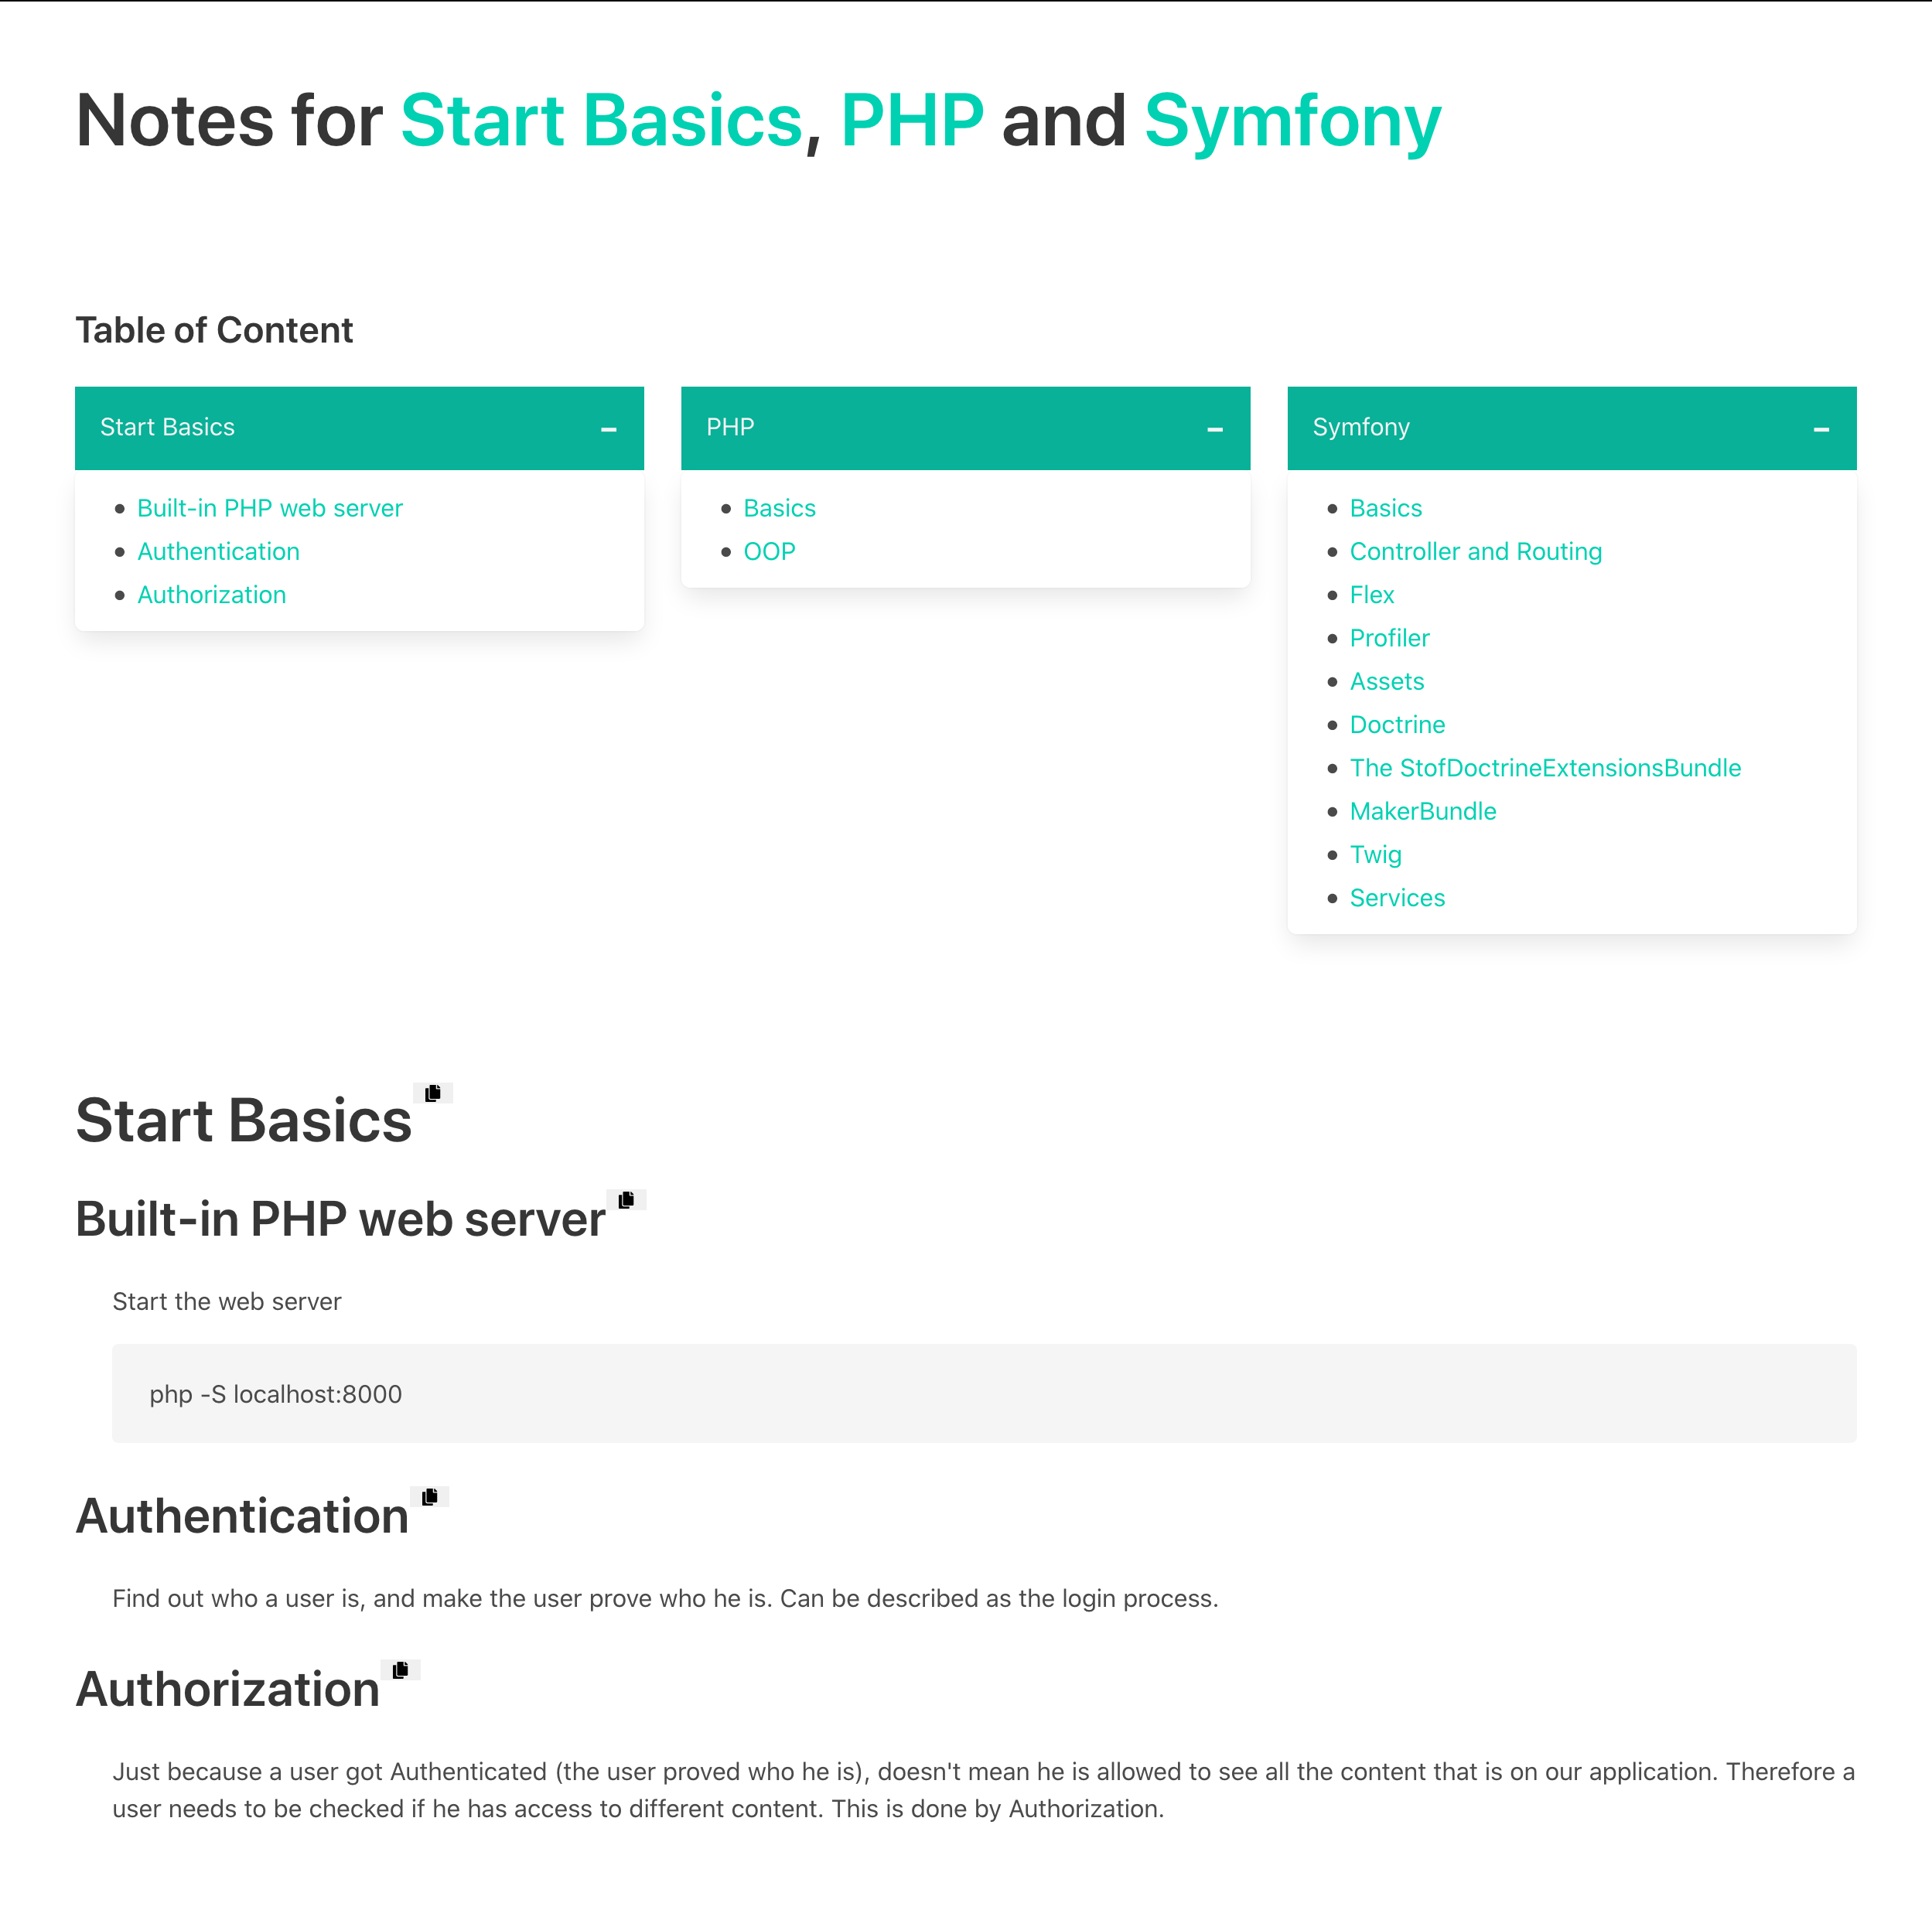 Notes for Start Basics, PHP and Symfony
Table of Content
Start Basics
Built-in PHP web server
Authentication
Authorization
PHP
Basics
OOP
Symfony
Basics
Controller and Routing
Flex
Profiler
Assets
Doctrine
The StofDoctrineExtensionsBundle
MakerBundle
Twig
Services
Start Basics
Built-in PHP web server
Start the web server
php -S localhost:8000
Authentication
Find out who a user is, and make the user prove who he is. Can be described as the login process.
Authorization
Just because a user got Authenticated (the user proved who he is), doesn't mean he is allowed to see all the content that is on our application. Therefore a
user needs to be checked if he has access to different content. This is done by Authorization.